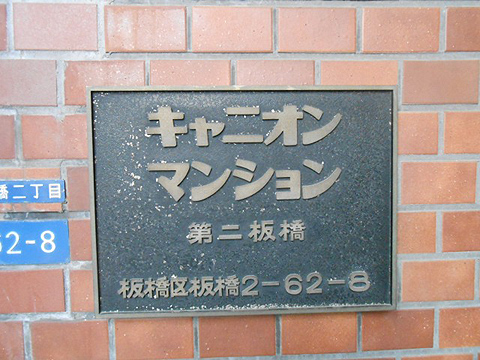 キャニオン
マンション
第二板橋
板橋区板橋2-62-8
橋二丁目
62-8